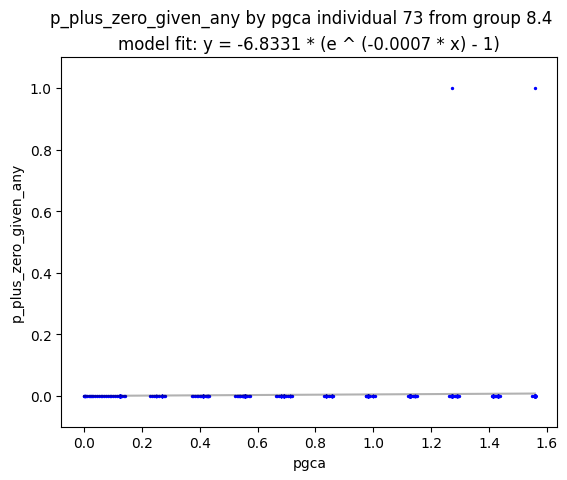 p_plus_zero_given_any by pgca individual 73 from group 8.4
model fit: y = -6.8331 * (e ^ (-0.0007 * x) - 1)
1.0
0.8
0.6
0.4
0.2
0.0
p_plus_zero_given_any
0.0 0.2 0.4 0.6 0.8 1.0 1.2 1.4 1.6
pgca